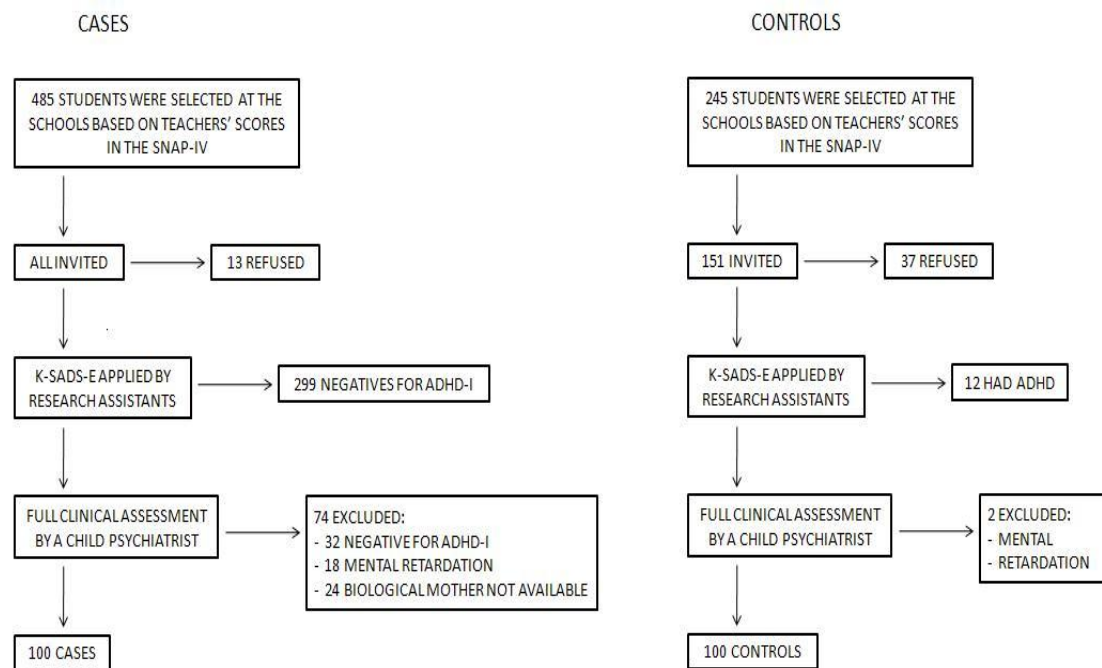 CASES
485 STUDENTS WERE SELECTED AT THE
SCHOOLS BASED ON TEACHERS' SCORES
IN THE SNAP-IV
ALL INVITED
13 REFUSED
K-SADS-E APPLIED BY
RESEARCH ASSISTANTS
299 NEGATIVES FOR ADHD-I
FULL CLINICAL ASSESSMENT
BY A CHILD PSYCHIATRIST
74 EXCLUDED:
- 32 NEGATIVE FOR ADHD-I
- 18 MENTAL RETARDATION
- 24 BIOLOGICAL MOTHER NOT AVAILABLE
100 CASES
CONTROLS
245 STUDENTS WERE SELECTED AT THE
SCHOOLS BASED ON TEACHERS' SCORES
IN THE SNAP-IV
151 INVITED
37 REFUSED
K-SADS-E APPLIED BY
RESEARCH ASSISTANTS
12 HAD ADHD
FULL CLINICAL ASSESSMENT
BY A CHILD PSYCHIATRIST
2 EXCLUDED:
- MENTAL
- RETARDATION
100 CONTROLS